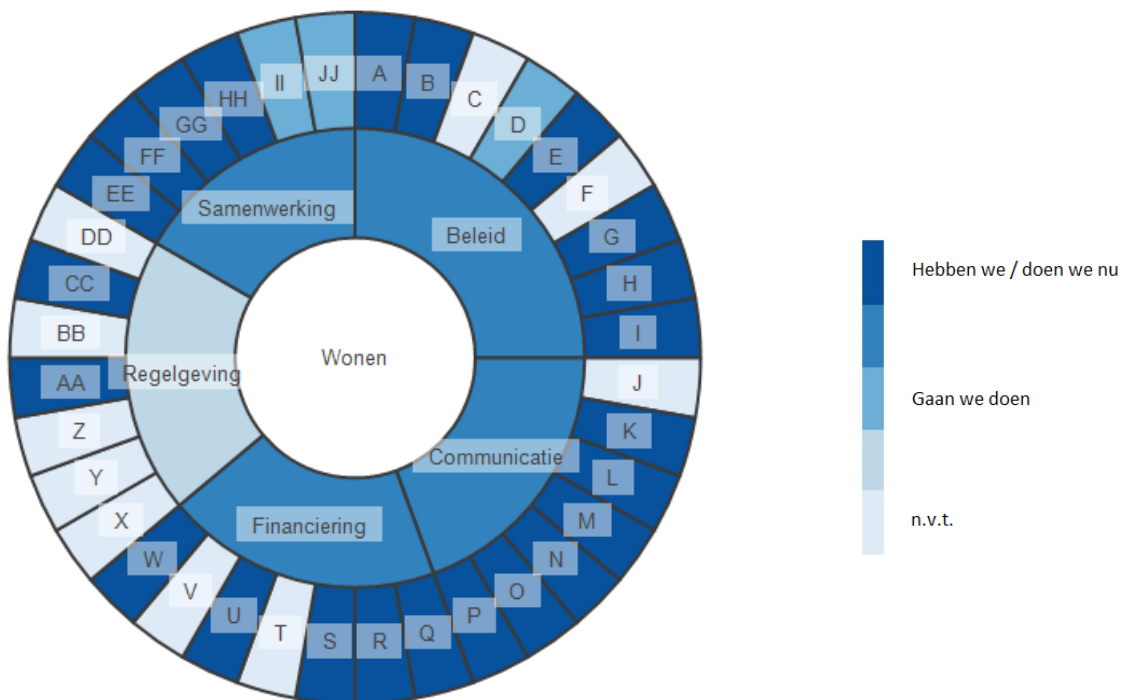 A
B
C
D
E
F
G
H
I
J
K
L
M
N
O
P
Q
R
S
T
U
V
W
X
Y
Z
AA
BB
CC
DD
EE
FF
GG
HH
II
JJ
Samenwerking
Beleid
Wonen
Regelgeving
Communicatie
Financiering
Hebben we / doen we nu
Gaan we doen
n.v.t.